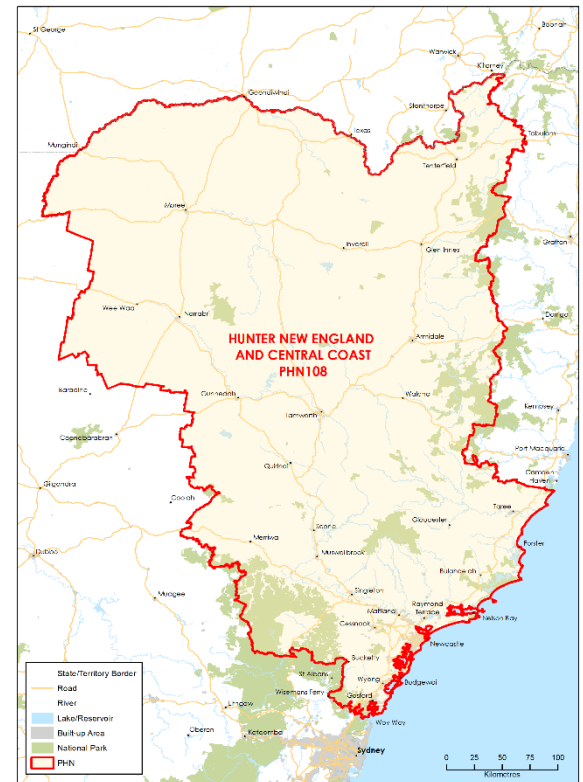 St George
Bobnah
Warwick
Killarney
Goondiwindi
Stanthorpe
Texas
Mungindi
Tabulam
Tenterfield
Moree
Inverell
Glen Innes
Grafton
Wee Waa
Narrabri
Dorrigo
HUNTER NEW ENGLAND
AND CENTRAL COAST
PHN108
Armidale
Baradine
Gunnedah
Walcha
Kempsey
Tamworth
Coonabarabran
Port Macquarie
Quirindi
Camden
Haven
Gilgandra
Coolah
Taree
Gloucester
Scone
Merriwa
Forster
Dubbo
Muswellbrook
Bulahdelah
Mudgee
Singleton
Raymond
Terrace
Maitland
Nelson Bay
Cessnock
Newcastle
Bucketty
State/Territory Border
St Albans
Wyong
Budgewoi
Road
Wisemans Ferry
Gosford
River
Lithgow
Woy Woy
Lake/Reservoir
Built-up Area
Oberon
Katoomba
National Park
Sydney
PHN
0 25 50 100
Kilometres